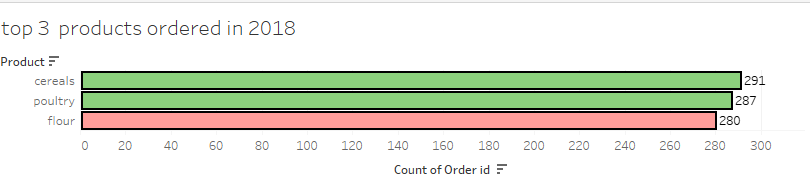 top 3 products ordered in 2018
Product
cereals 291
poultry 287
flour 280
0 20 40 60 80 100 120 140 160 180 200 220 240 260 280 300
Count of Order id